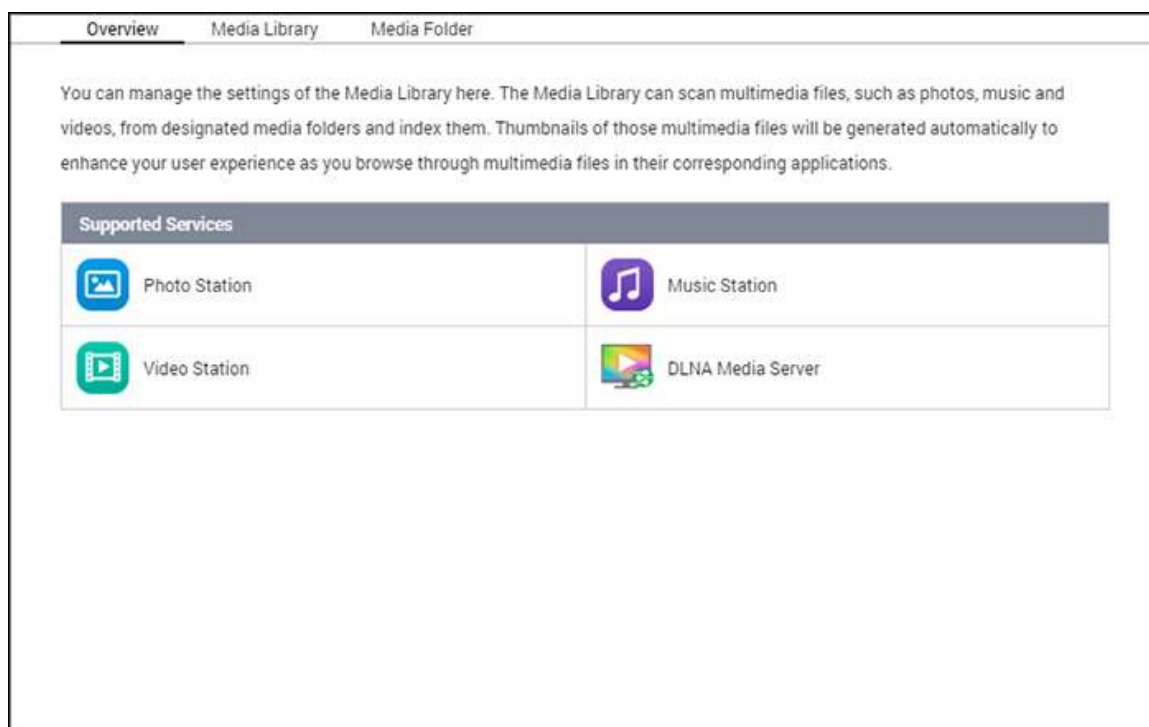 Overview Media Library Media Folder
You can manage the settings of the Media Library here. The Media Library can scan multimedia files, such as photos, music and
videos, from designated media folders and index them. Thumbnails of those multimedia files will be generated automatically to
enhance your user experience as you browse through multimedia files in their corresponding applications.
Supported Services
Photo Station Music Station
Video Station DLNA Media Server